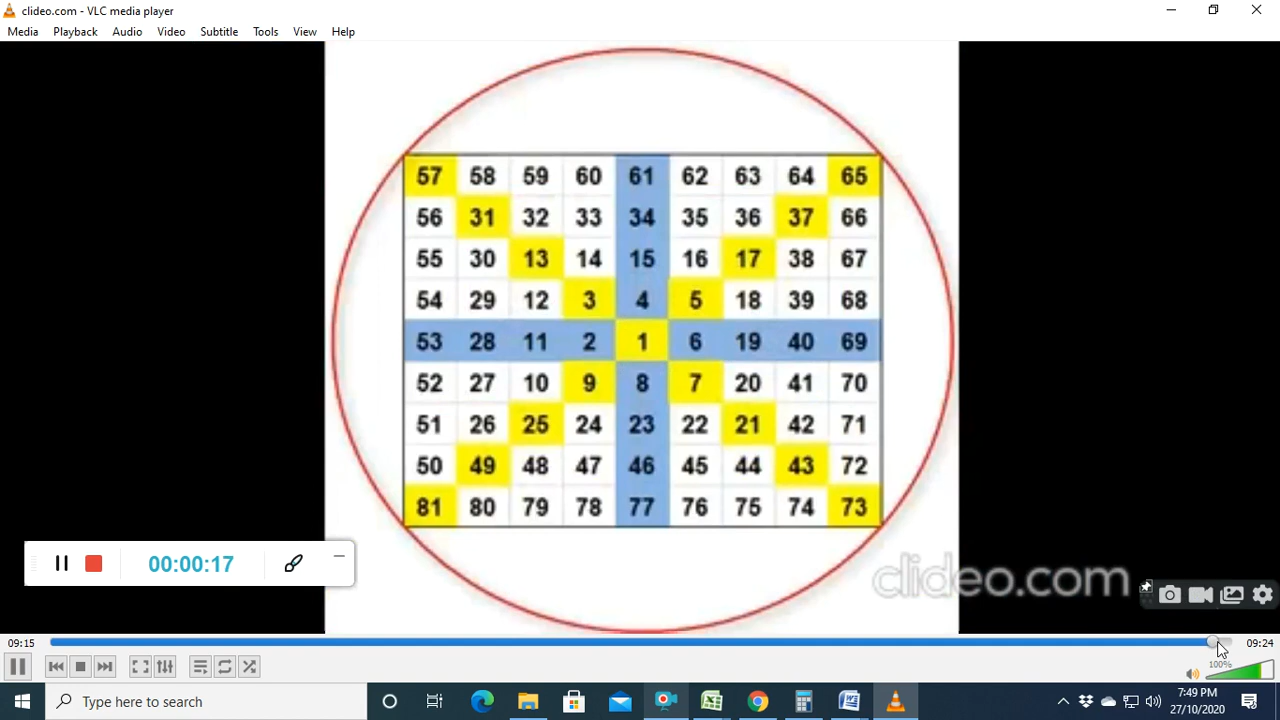 clideo.com - VLC media player
Media Playback Audio Video Subtitle Tools View Help
57 58 59 60 61 62 63 64 65
56 31 32 33 34 35 36 37 66
55 30 13 14 15 16 17 38 67
54 29 12 3 4 5 18 39 68
53 28 11 2 1 6 19 40 69
52 27 10 9 8 7 20 41 70
51 26 25 24 23 22 21 42 71
50 49 48 47 46 45 44 43 72
81 80 79 78 77 76 75 74 73
00:00:17
clideo.com
09:15 09:24
100%
Type here to search
7:49 PM
27/10/2020